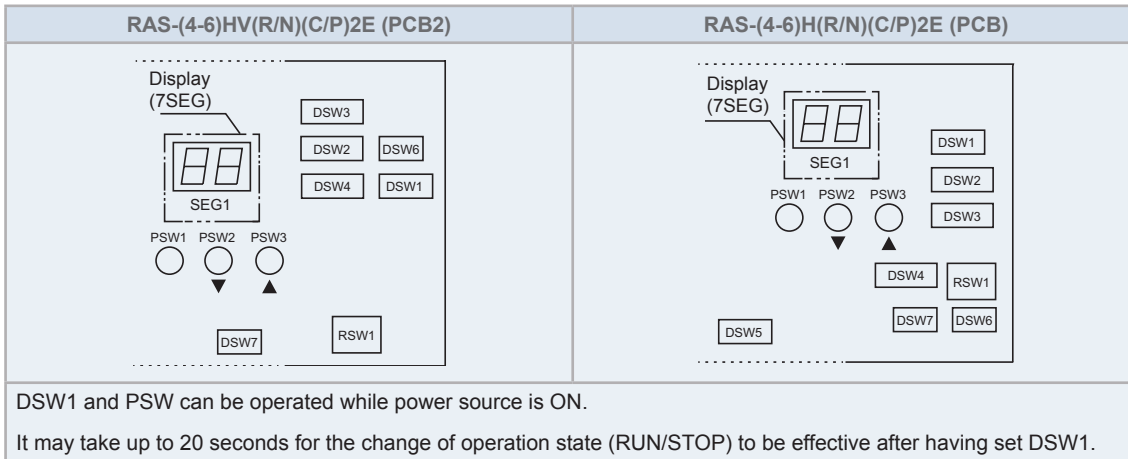 RAS-(4-6)HV(R/N)(C/P)2E (PCB2)
RAS-(4-6)H(R/N)(C/P)2E (PCB)
Display
(7SEG)
DSW3
DSW2 DSW6
DSW4 DSW1
SEG1
PSW1 PSW2 PSW3
▼ ▲
DSW7 RSW1
Display
(7SEG)
SEG1
DSW1
DSW2
DSW3
PSW1 PSW2 PSW3
▼ ▲
DSW4 RSW1
DSW5 DSW7 DSW6
DSW1 and PSW can be operated while power source is ON.
It may take up to 20 seconds for the change of operation state (RUN/STOP) to be effective after having set DSW1.